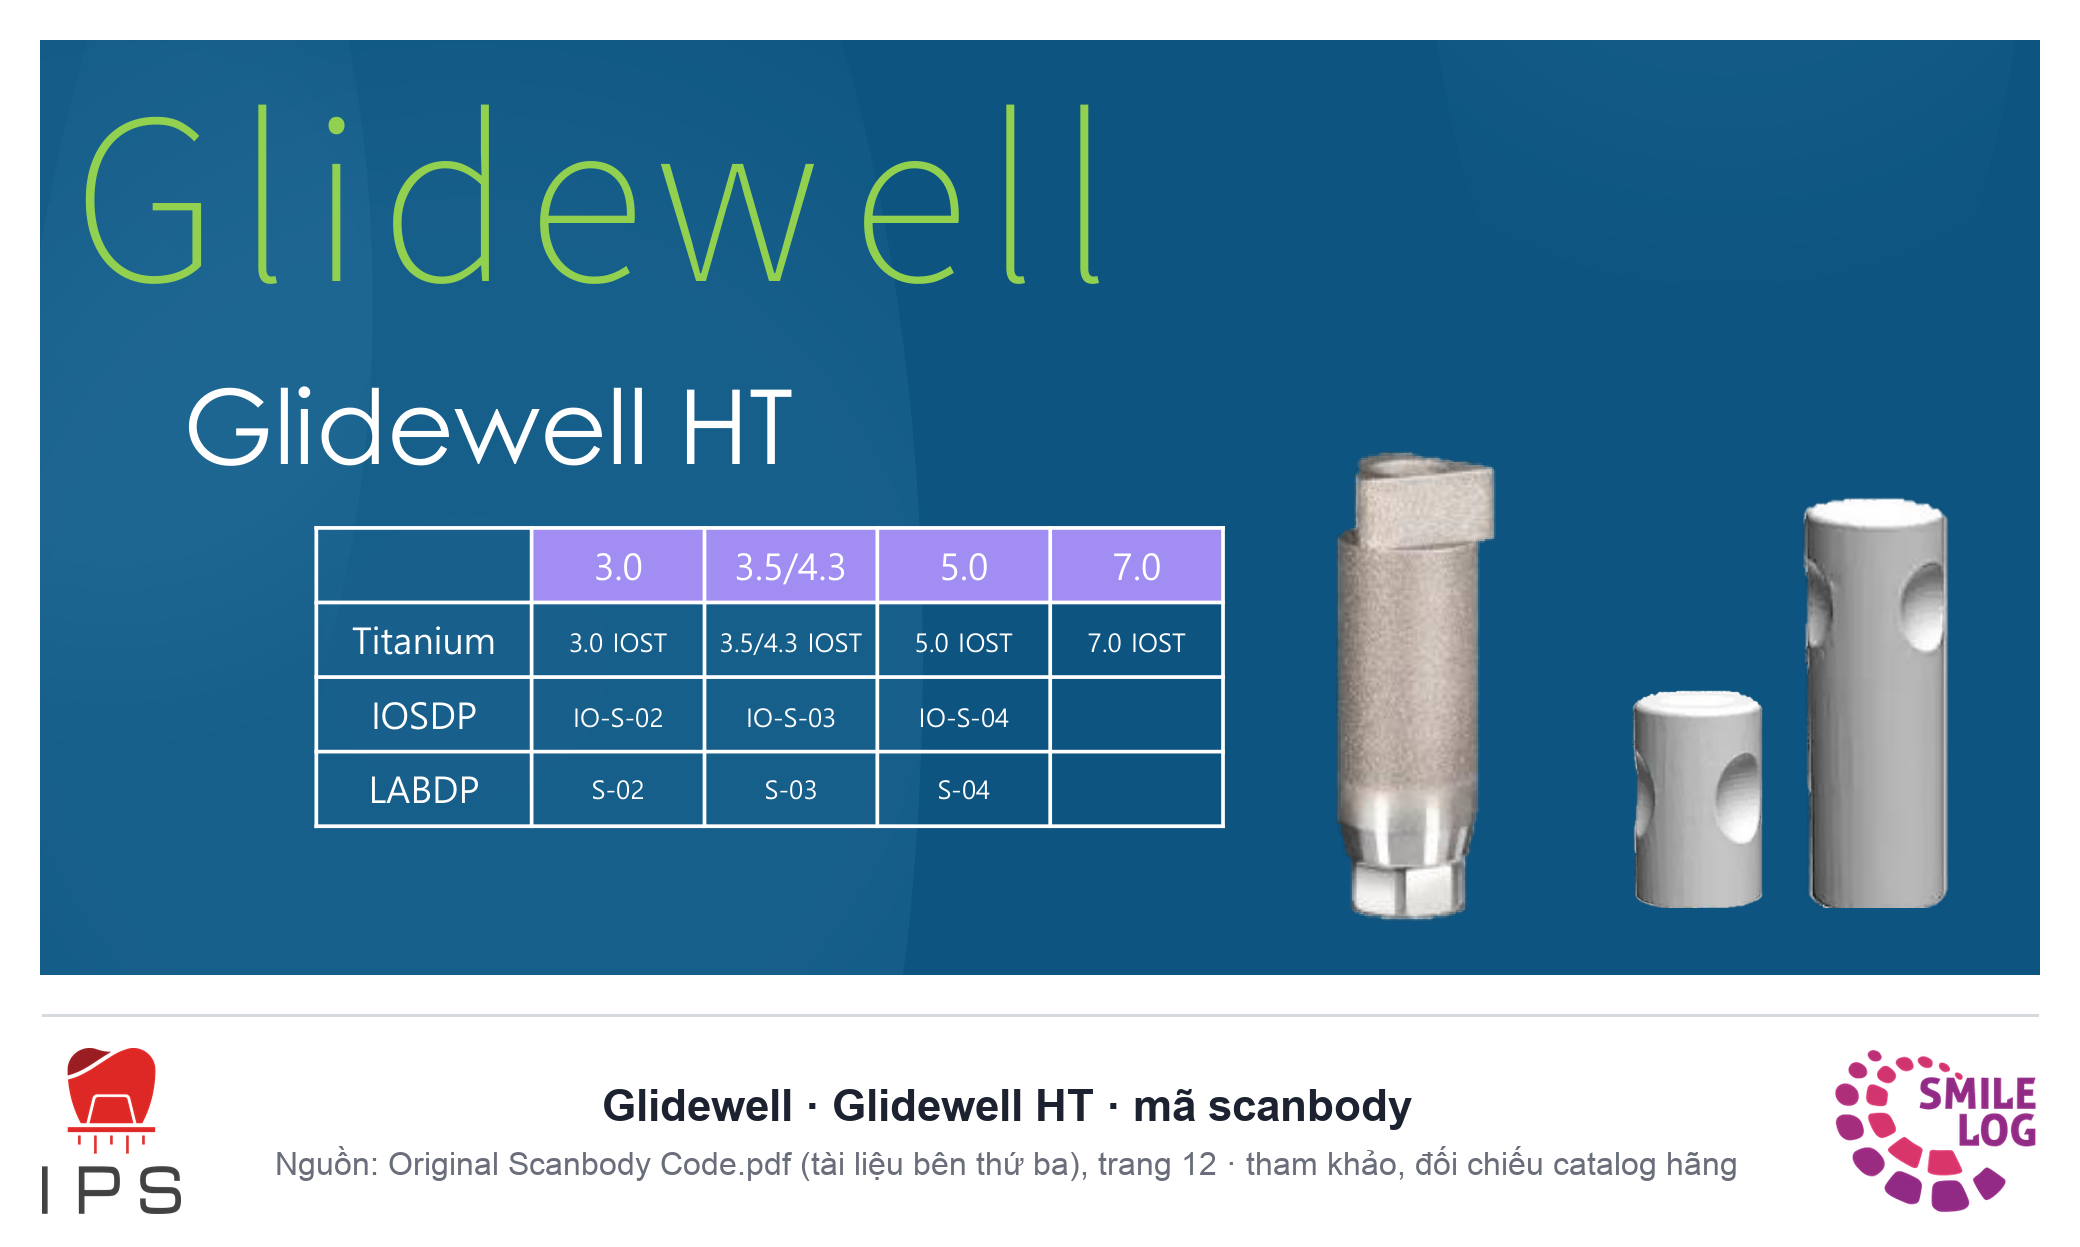 Glidewell
Glidewell HT
3.0 3.5/4.3 5.0 7.0
Titanium 3.0 IOST 3.5/4.3 IOST 5.0 IOST 7.0 IOST
IOSDP IO-S-02 IO-S-03 IO-S-04
LABDP S-02 S-03 S-04
IPS
Glidewell · Glidewell HT · mã scanbody
Nguồn: Original Scanbody Code.pdf (tài liệu bên thứ ba), trang 12 · tham khảo, đối chiếu catalog hãng
SMILE
LOG